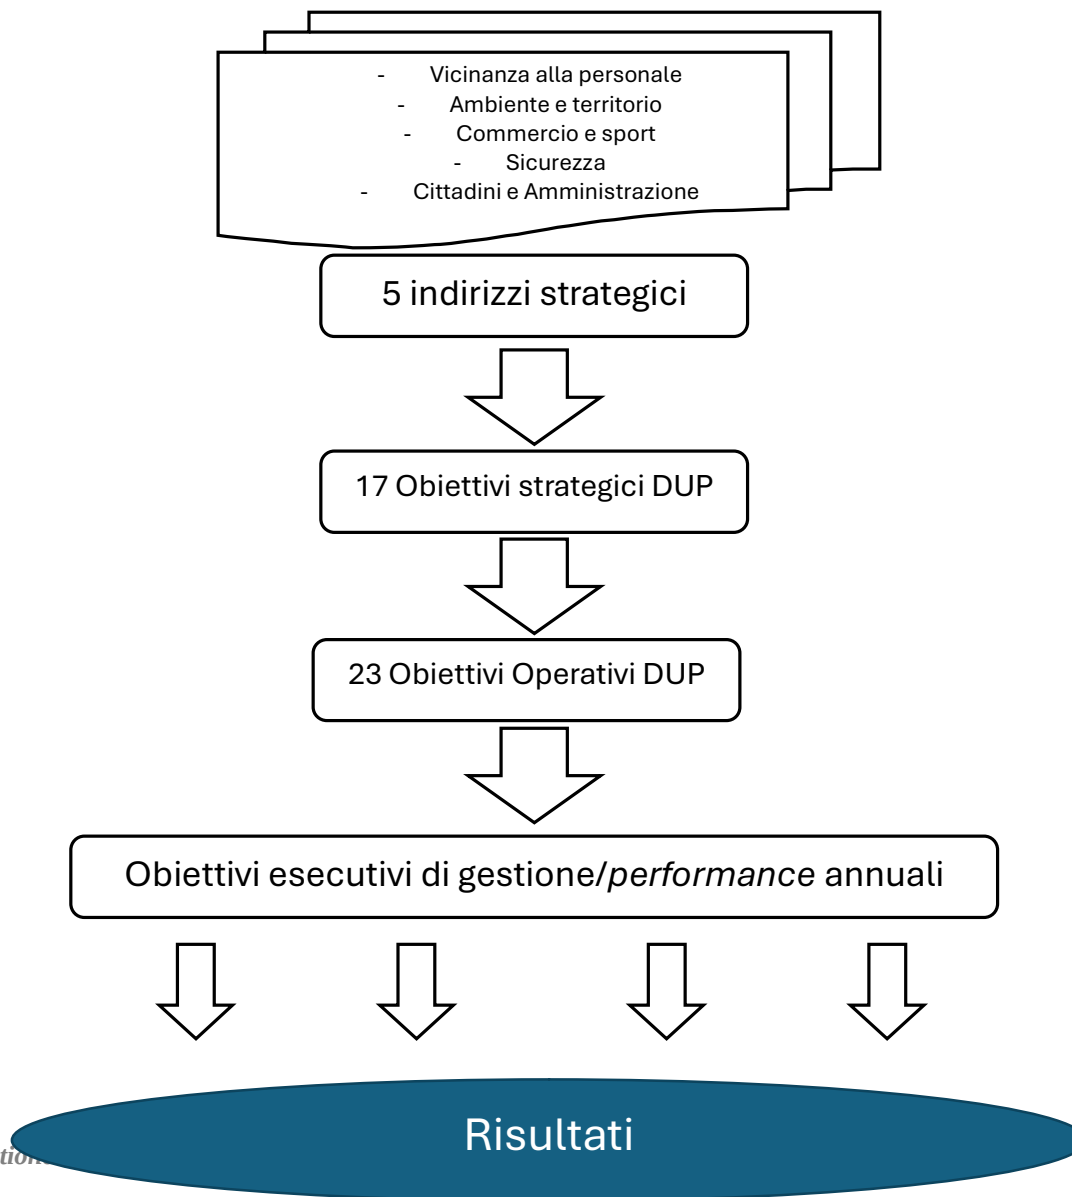 - Vicinanza alla personale
- Ambiente e territorio
- Commercio e sport
- Sicurezza
- Cittadini e Amministrazione
5 indirizzi strategici
17 Obiettivi strategici DUP
23 Obiettivi Operativi DUP
Obiettivi esecutivi di gestione/performance annuali
Risultati